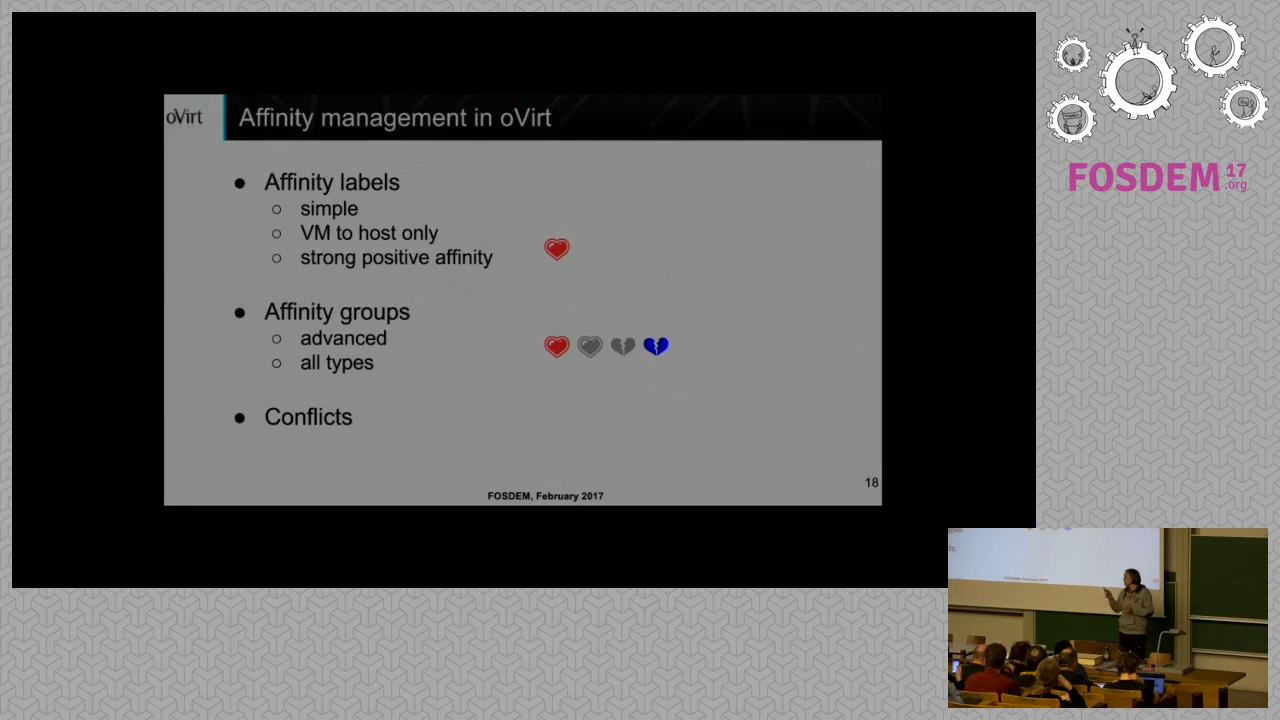 oVirt
Affinity management in oVirt
● Affinity labels
○ simple
○ VM to host only
○ strong positive affinity
● Affinity groups
○ advanced
○ all types
● Conflicts
18
FOSDEM, February 2017
FOSDEM 17
.org